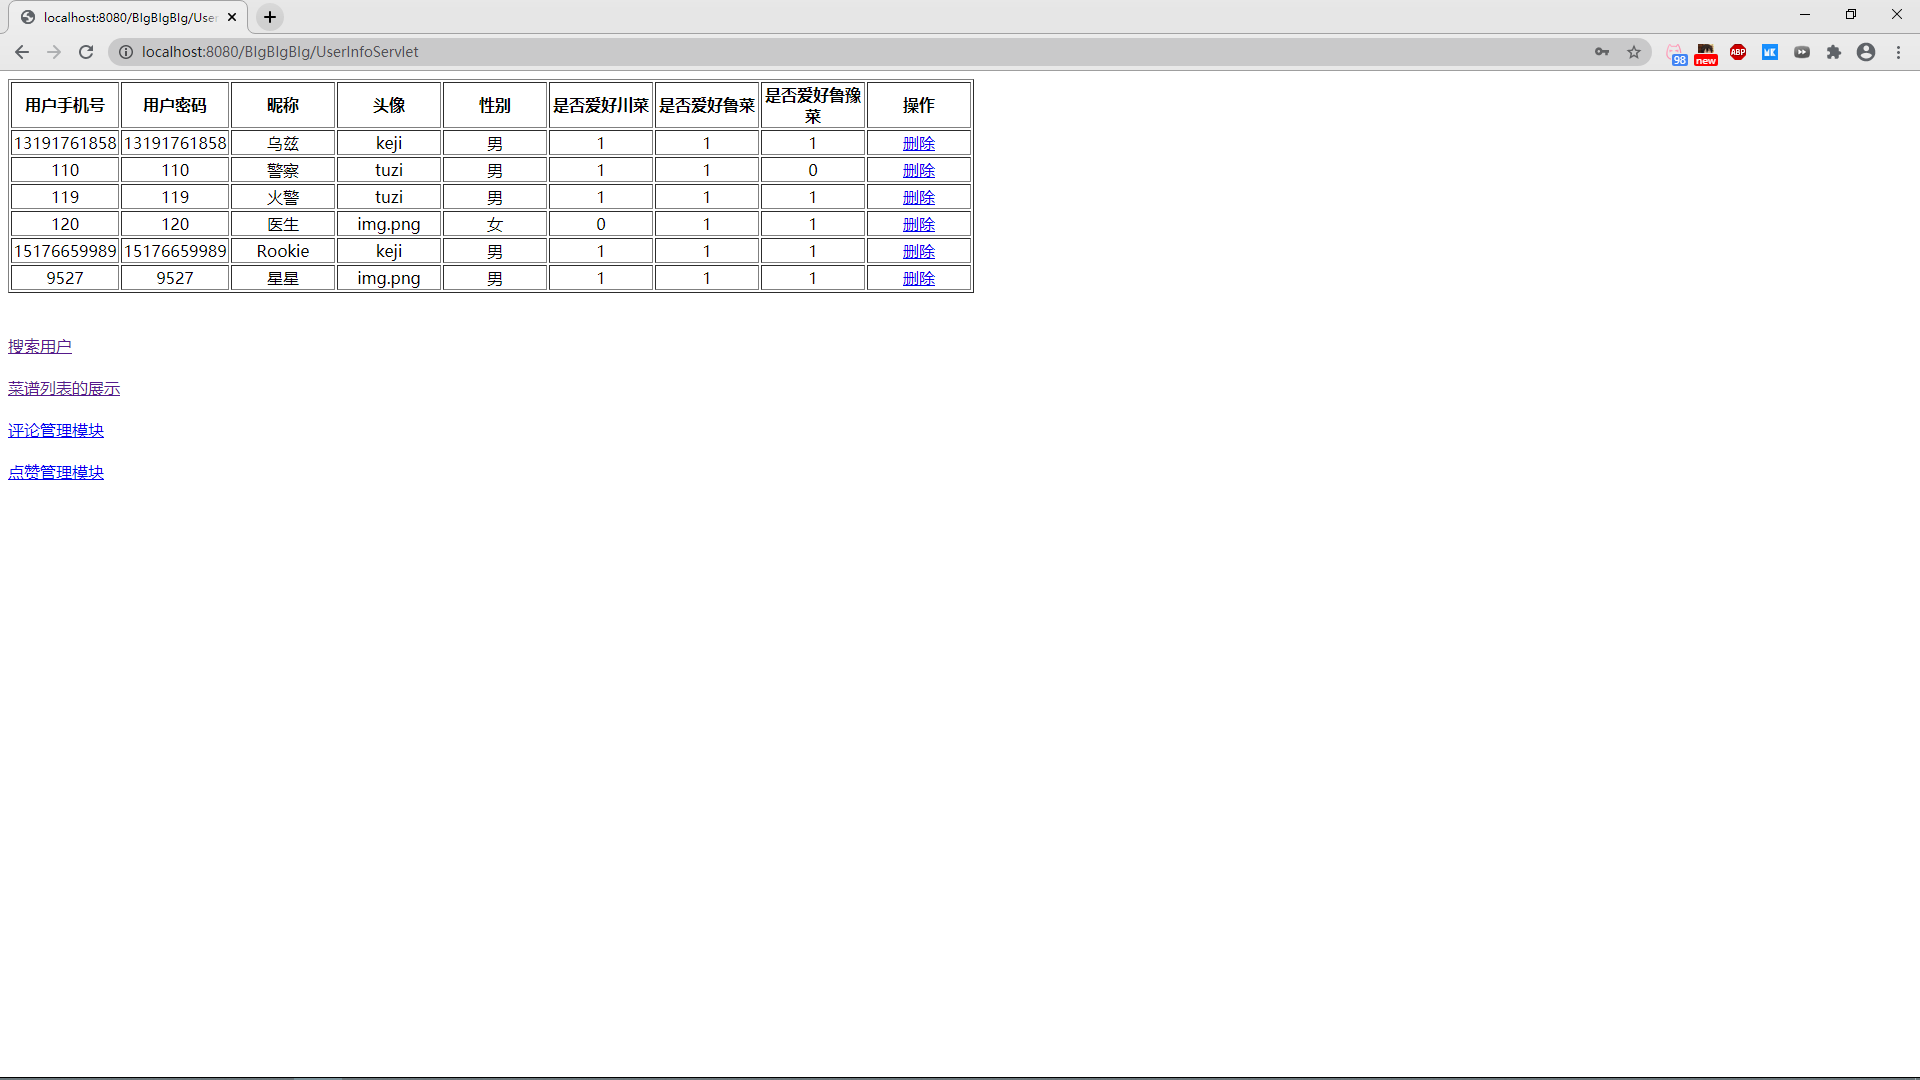 localhost:8080/BIgBIgBIg/User
localhost:8080/BIgBIgBIg/UserInfoServlet
98
new
ABP
用户手机号 用户密码 昵称 头像 性别 是否爱好川菜 是否爱好鲁菜 是否爱好鲁豫
菜 操作
13191761858 13191761858 乌兹 keji 男 1 1 1 删除
110 110 警察 tuzi 男 1 1 0 删除
119 119 火警 tuzi 男 1 1 1 删除
120 120 医生 img.png 女 0 1 1 删除
15176659989 15176659989 Rookie keji 男 1 1 1 删除
9527 9527 星星 img.png 男 1 1 1 删除
搜索用户
菜谱列表的展示
评论管理模块
点赞管理模块